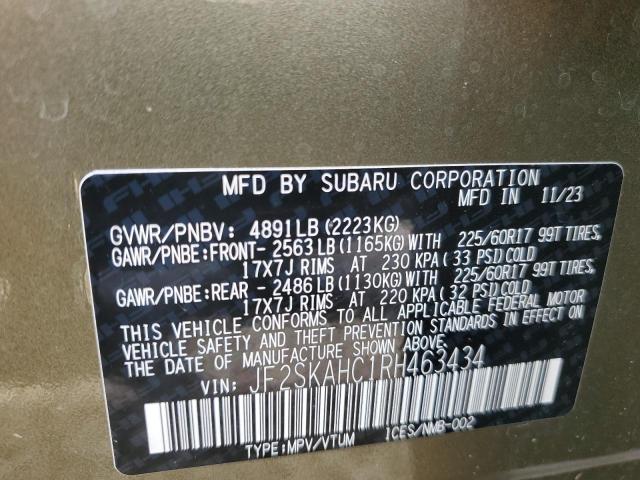 MFD BY SUBARU CORPORATION
MFD IN 11/23
GVWR/PNBV: 4891LB(2223KG)
GAWR/PNBE:FRONT- 2563LB(1165KG)WITH 225/60R17 99T TIRES,
17X7J RIMS AT 230 KPA(33 PSI)COLD
GAWR/PNBE:REAR - 2486LB(1130KG)WITH 225/60R17 99T TIRES,
17X7J RIMS AT 220 KPA(32 PSI)COLD
THIS VEHICLE CONFORMS TO ALL APPLICABLE FEDERAL MOTOR
VEHICLE SAFETY AND THEFT PREVENTION STANDARDS IN EFFECT ON
THE DATE OF MANUFACTURE SHOWN ABOVE.
VIN: JF2SKAHC1RH463434
TYPE:MPV/VTUM ICES/NMB-002